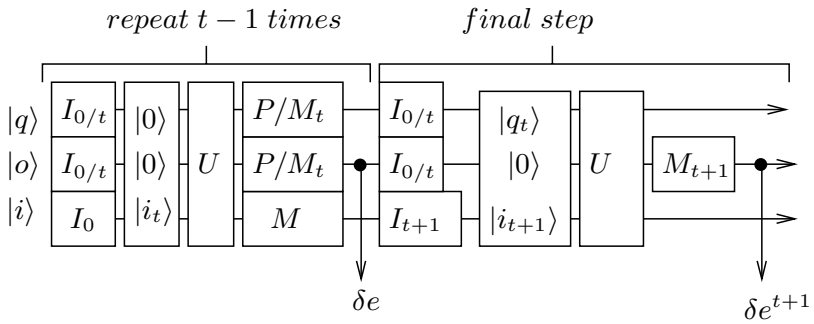 repeat t − 1 times final step
|q⟩ I_{0/t} |0⟩ P/M_t I_{0/t} |q_t⟩
|o⟩ I_{0/t} |0⟩ U P/M_t I_{0/t} |0⟩ U M_{t+1}
|i⟩ I_0 |i_t⟩ M I_{t+1} |i_{t+1}⟩
δe δe^{t+1}